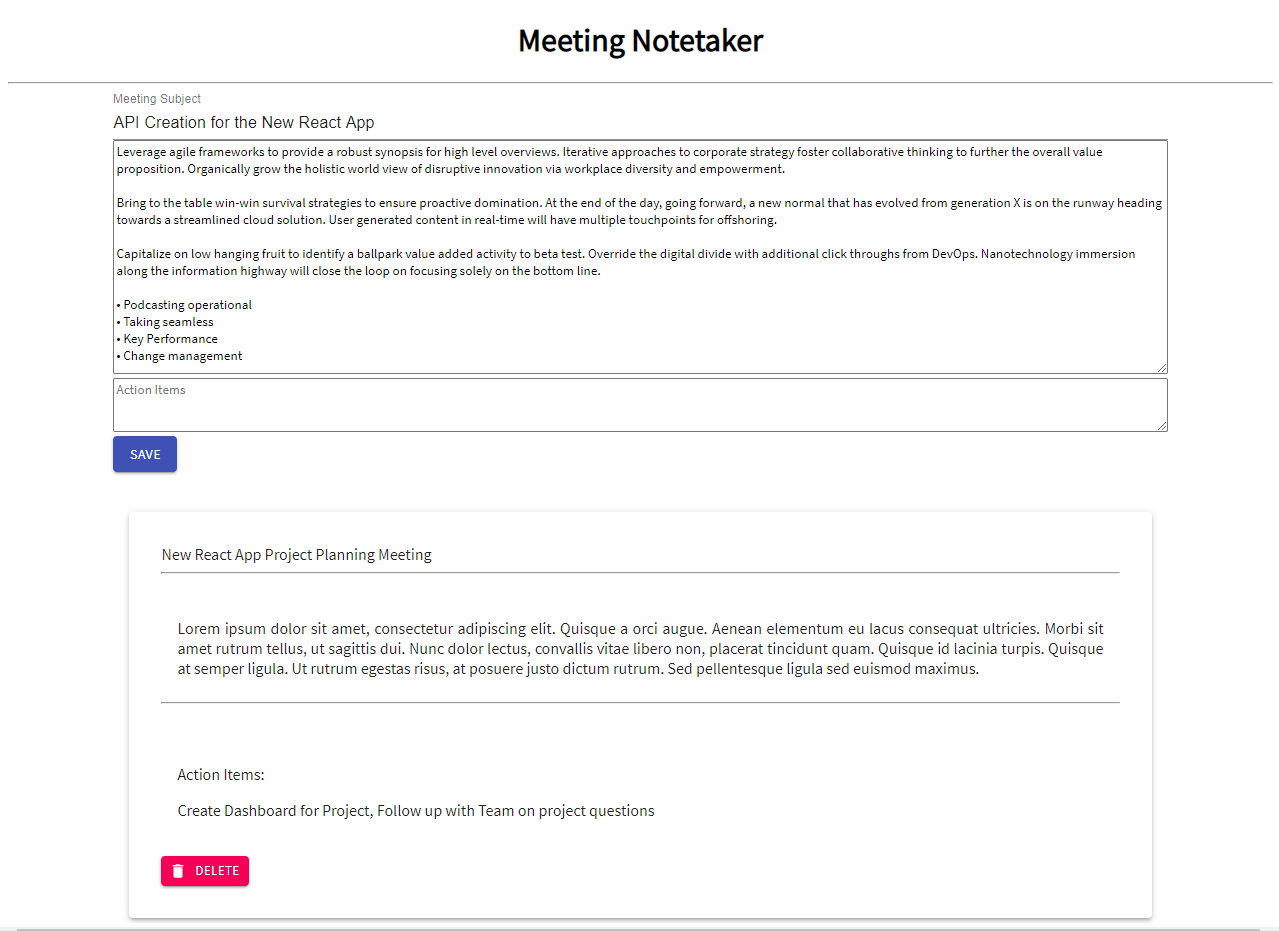 Meeting Notetaker
Meeting Subject
API Creation for the New React App
Leverage agile frameworks to provide a robust synopsis for high level overviews. Iterative approaches to corporate strategy foster collaborative thinking to further the overall value
proposition. Organically grow the holistic world view of disruptive innovation via workplace diversity and empowerment.
Bring to the table win-win survival strategies to ensure proactive domination. At the end of the day, going forward, a new normal that has evolved from generation X is on the runway heading
towards a streamlined cloud solution. User generated content in real-time will have multiple touchpoints for offshoring.
Capitalize on low hanging fruit to identify a ballpark value added activity to beta test. Override the digital divide with additional click throughs from DevOps. Nanotechnology immersion
along the information highway will close the loop on focusing solely on the bottom line.
• Podcasting operational
• Taking seamless
• Key Performance
• Change management
Action Items
SAVE
New React App Project Planning Meeting
Lorem ipsum dolor sit amet, consectetur adipiscing elit. Quisque a orci augue. Aenean elementum eu lacus consequat ultricies. Morbi sit
amet rutrum tellus, ut sagittis dui. Nunc dolor lectus, convallis vitae libero non, placerat tincidunt quam. Quisque id lacinia turpis. Quisque
at semper ligula. Ut rutrum egestas risus, at posuere justo dictum rutrum. Sed pellentesque ligula sed euismod maximus.
Action Items:
Create Dashboard for Project, Follow up with Team on project questions
DELETE